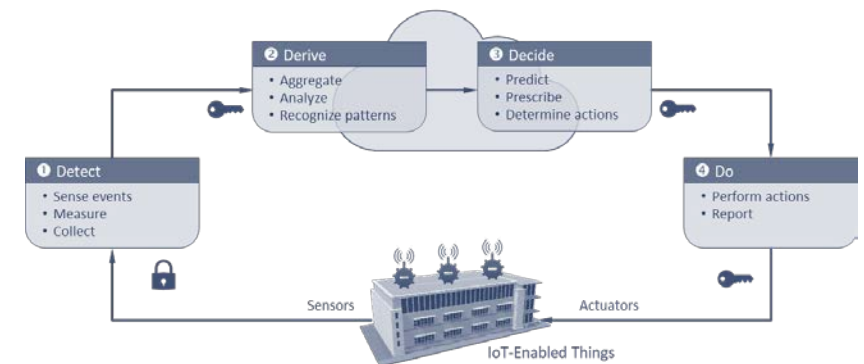 ❷ Derive
• Aggregate
• Analyze
• Recognize patterns
❸ Decide
• Predict
• Prescribe
• Determine actions
❶ Detect
• Sense events
• Measure
• Collect
❹ Do
• Perform actions
• Report
Sensors
Actuators
IoT-Enabled Things